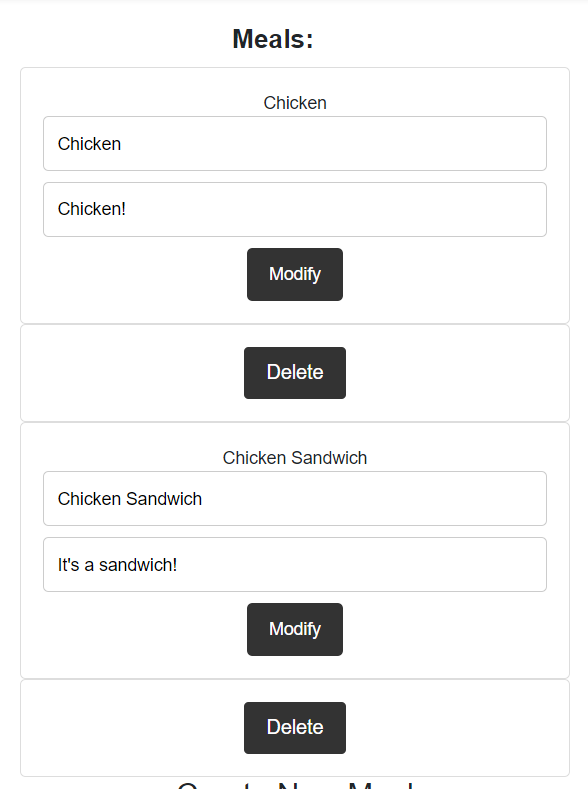 Meals:
Chicken
Chicken
Chicken!
Modify
Delete
Chicken Sandwich
Chicken Sandwich
It's a sandwich!
Modify
Delete